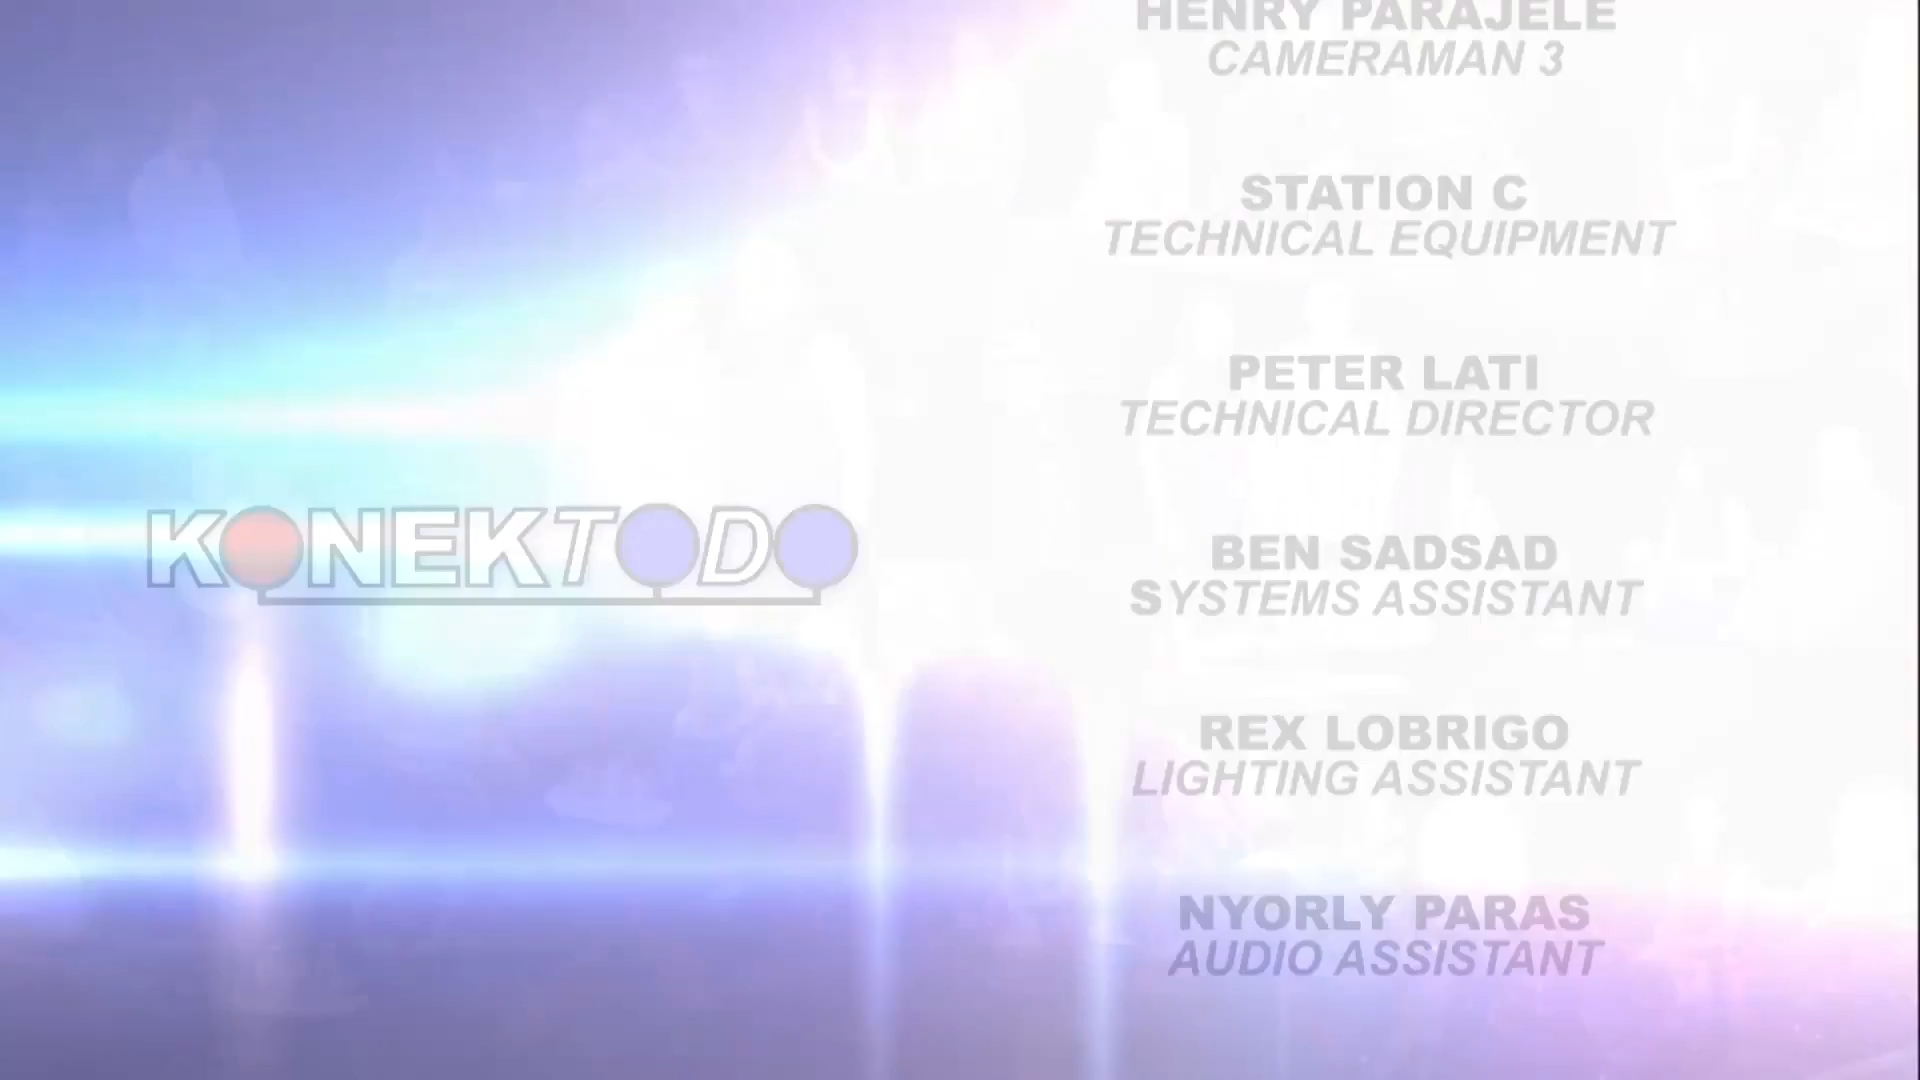 HENRY PARAJELE
CAMERAMAN 3
STATION C
TECHNICAL EQUIPMENT
PETER LATI
TECHNICAL DIRECTOR
KONEKTODO
BEN SADSAD
SYSTEMS ASSISTANT
REX LOBRIGO
LIGHTING ASSISTANT
NYORLY PARAS
AUDIO ASSISTANT